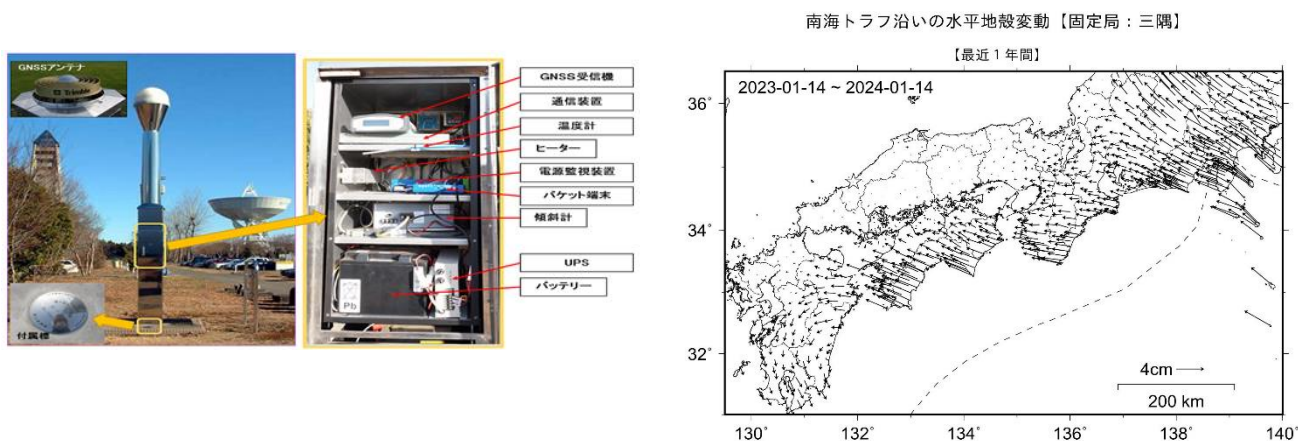 GNSSアンテナ
Trimble
付属標
GNSS受信機
通信装置
温度計
ヒーター
電源監視装置
パケット端末
傾斜計
UPS
バッテリー
Pb
南海トラフ沿いの水平地殻変動【固定局：三隅】
【最近１年間】
2023-01-14 ~ 2024-01-14
36°
34°
32°
4cm
200 km
130°
132°
134°
136°
138°
140°